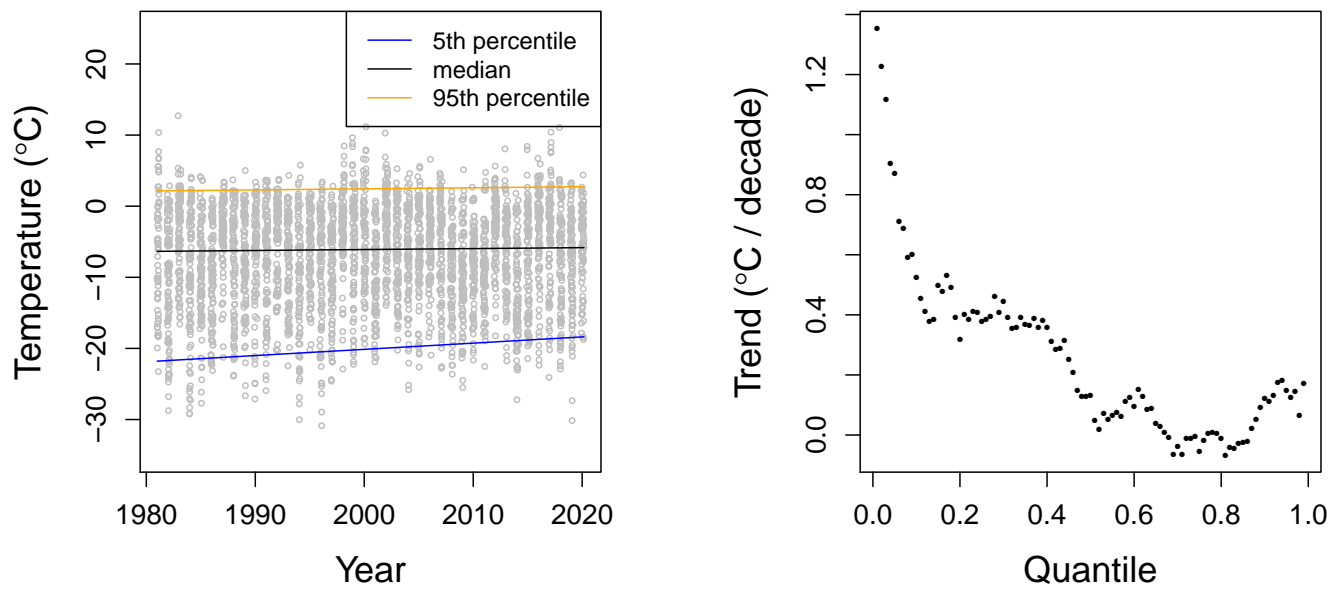 Temperature (°C)
20
10
0
−10
−20
−30
5th percentile
median
95th percentile
1980 1990 2000 2010 2020
Year
Trend (°C / decade)
1.2
0.8
0.4
0.0
0.0 0.2 0.4 0.6 0.8 1.0
Quantile